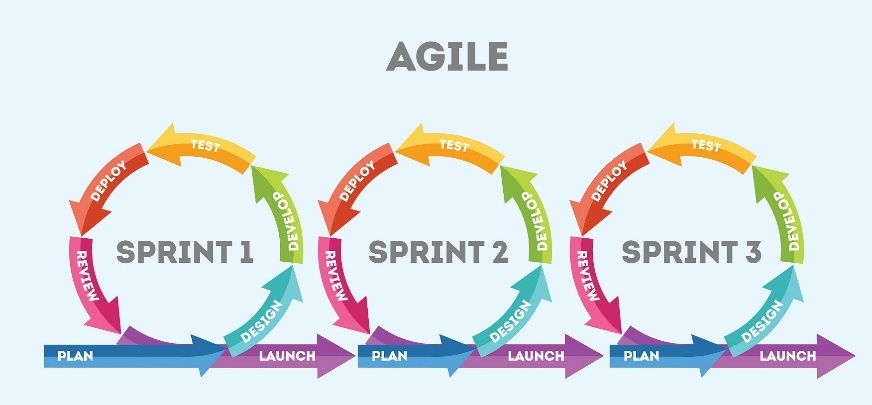 AGILE
SPRINT 1
PLAN
DESIGN
DEVELOP
TEST
DEPLOY
REVIEW
LAUNCH
SPRINT 2
PLAN
DESIGN
DEVELOP
TEST
DEPLOY
REVIEW
LAUNCH
SPRINT 3
PLAN
DESIGN
DEVELOP
TEST
DEPLOY
REVIEW
LAUNCH